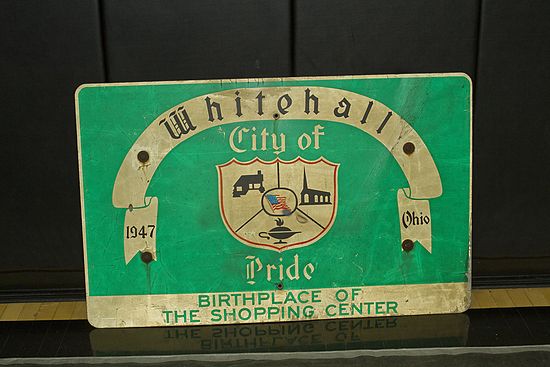 Whitehall
City of
1947
Ohio
Pride
BIRTHPLACE OF
THE SHOPPING CENTER